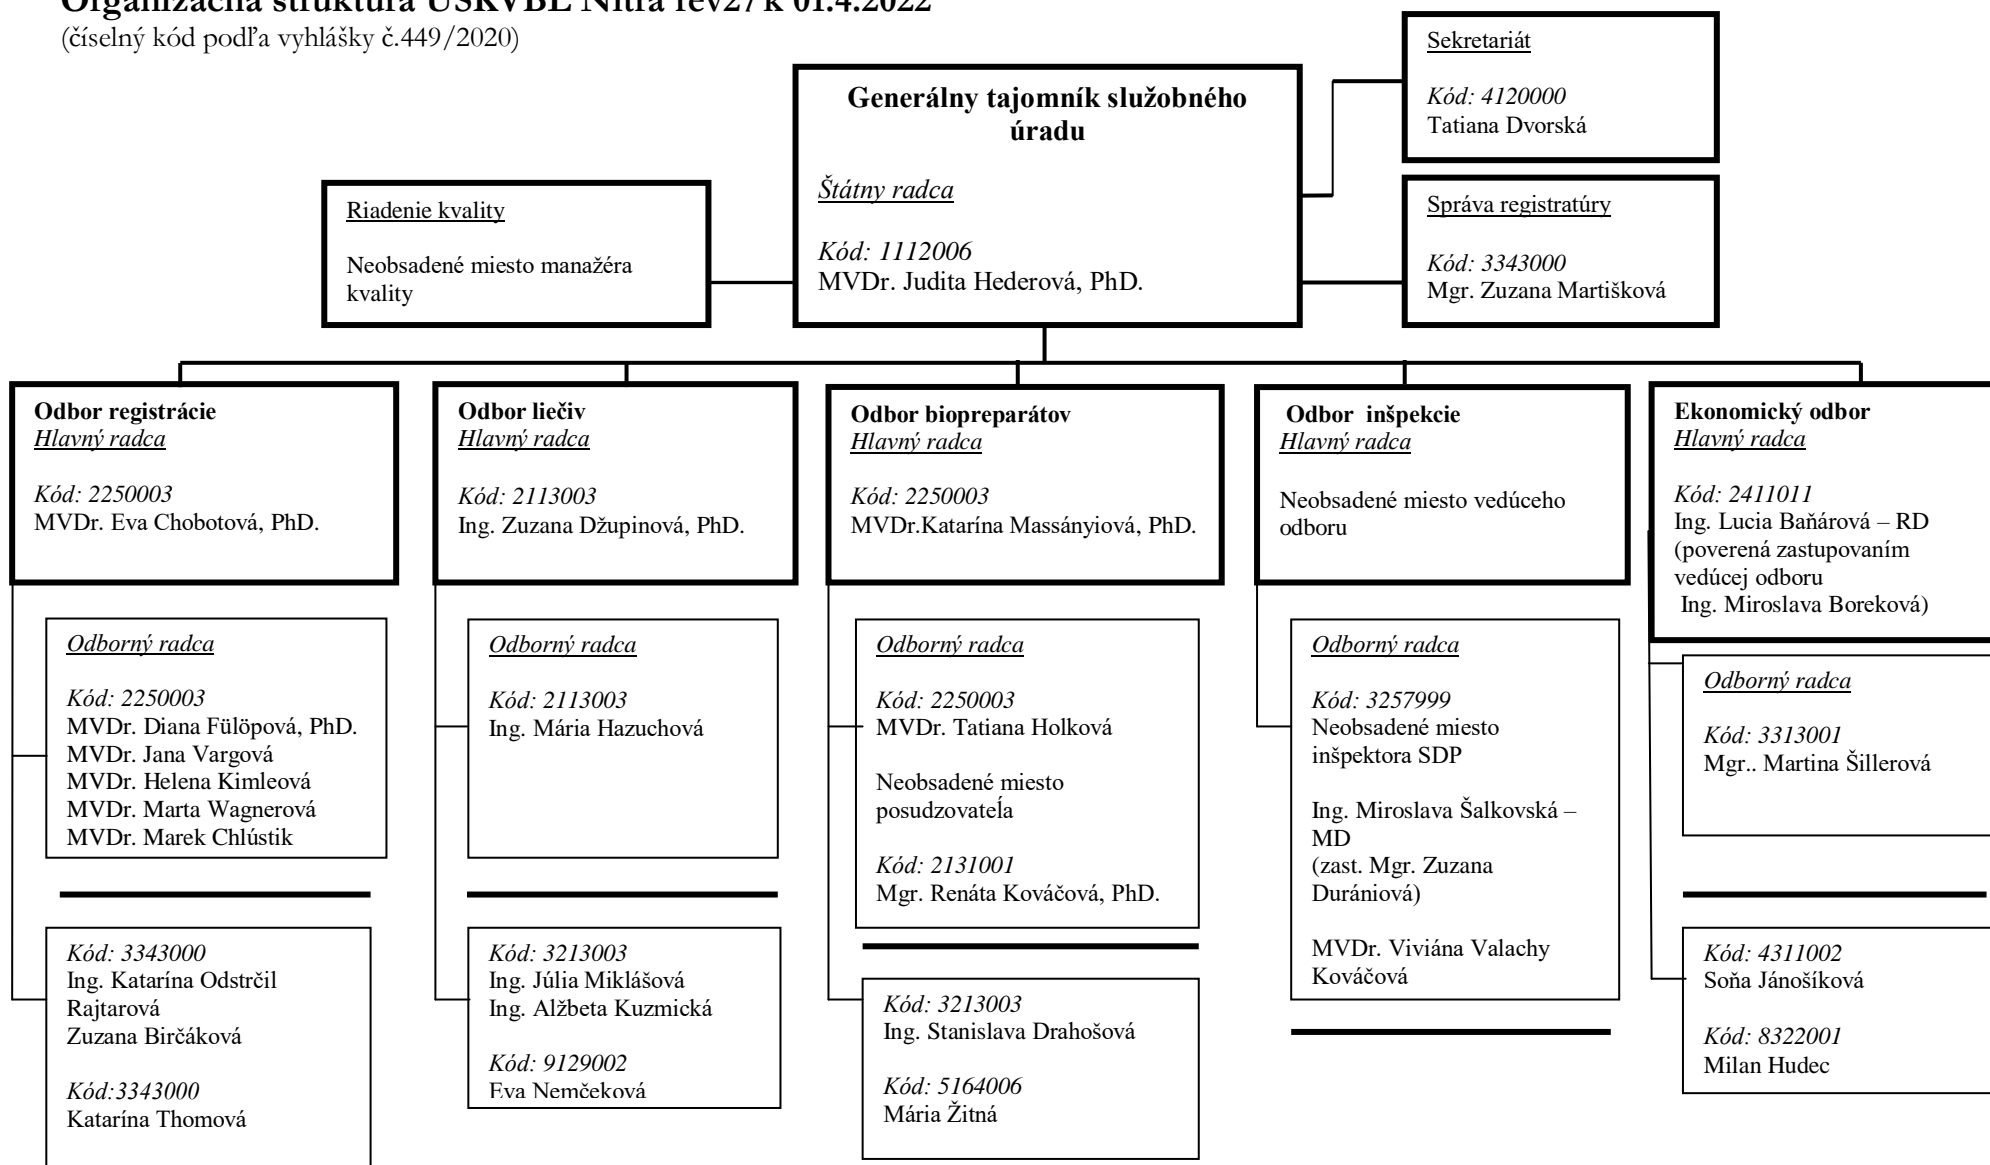 Organizačná štruktúra ÚŠKVBL Nitra rev27 k 01.4.2022
(číselný kód podľa vyhlášky č.449/2020)
Sekretariát
Kód: 4120000
Tatiana Dvorská
Generálny tajomník služobného
úradu
Štátny radca
Kód: 1112006
MVDr. Judita Hederová, PhD.
Riadenie kvality
Neobsadené miesto manažéra
kvality
Správa registratúry
Kód: 3343000
Mgr. Zuzana Martišková
Odbor registrácie
Hlavný radca
Kód: 2250003
MVDr. Eva Chobotová, PhD.
Odbor liečiv
Hlavný radca
Kód: 2113003
Ing. Zuzana Džupinová, PhD.
Odbor biopreparátov
Hlavný radca
Kód: 2250003
MVDr.Katarína Massányiová, PhD.
Odbor  inšpekcie
Hlavný radca
Neobsadené miesto vedúceho
odboru
Ekonomický odbor
Hlavný radca
Kód: 2411011
Ing. Lucia Baňárová – RD
(poverená zastupovaním
vedúcej odboru
Ing. Miroslava Boreková)
Odborný radca
Kód: 2250003
MVDr. Diana Fülöpová, PhD.
MVDr. Jana Vargová
MVDr. Helena Kimleová
MVDr. Marta Wagnerová
MVDr. Marek Chlústik
Odborný radca
Kód: 2113003
Ing. Mária Hazuchová
Odborný radca
Kód: 2250003
MVDr. Tatiana Holková
Neobsadené miesto
posudzovateĺa
Kód: 2131001
Mgr. Renáta Kováčová, PhD.
Odborný radca
Kód: 3257999
Neobsadené miesto
inšpektora SDP
Ing. Miroslava Šalkovská –
MD
(zast. Mgr. Zuzana
Durániová)
MVDr. Viviána Valachy
Kováčová
Odborný radca
Kód: 3313001
Mgr.. Martina Šillerová
Kód: 3343000
Ing. Katarína Odstrčil
Rajtarová
Zuzana Birčáková
Kód:3343000
Katarína Thomová
Kód: 3213003
Ing. Júlia Miklášová
Ing. Alžbeta Kuzmická
Kód: 9129002
Eva Nemčeková
Kód: 3213003
Ing. Stanislava Drahošová
Kód: 5164006
Mária Žitná
Kód: 4311002
Soňa Jánošíková
Kód: 8322001
Milan Hudec